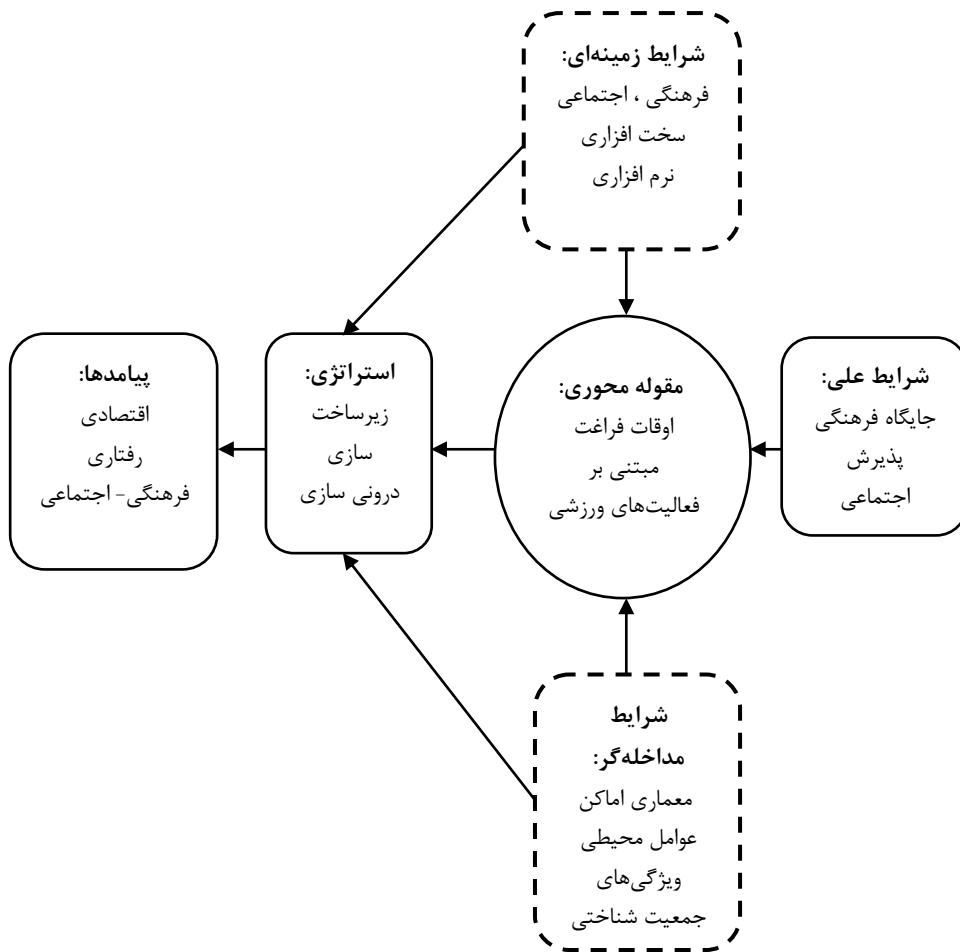 شرایط زمینه‌ای:
فرهنگی ، اجتماعی
سخت افزاری
نرم افزاری
شرایط علی:
جایگاه فرهنگی
پذیرش
اجتماعی
مقوله محوری:
اوقات فراغت
مبتنی بر
فعالیت‌های ورزشی
استراتژی:
زیرساخت
سازی
درونی سازی
پیامدها:
اقتصادی
رفتاری
فرهنگی- اجتماعی
شرایط
مداخله‌گر:
معماری اماکن
عوامل محیطی
ویژگی‌های
جمعیت شناختی